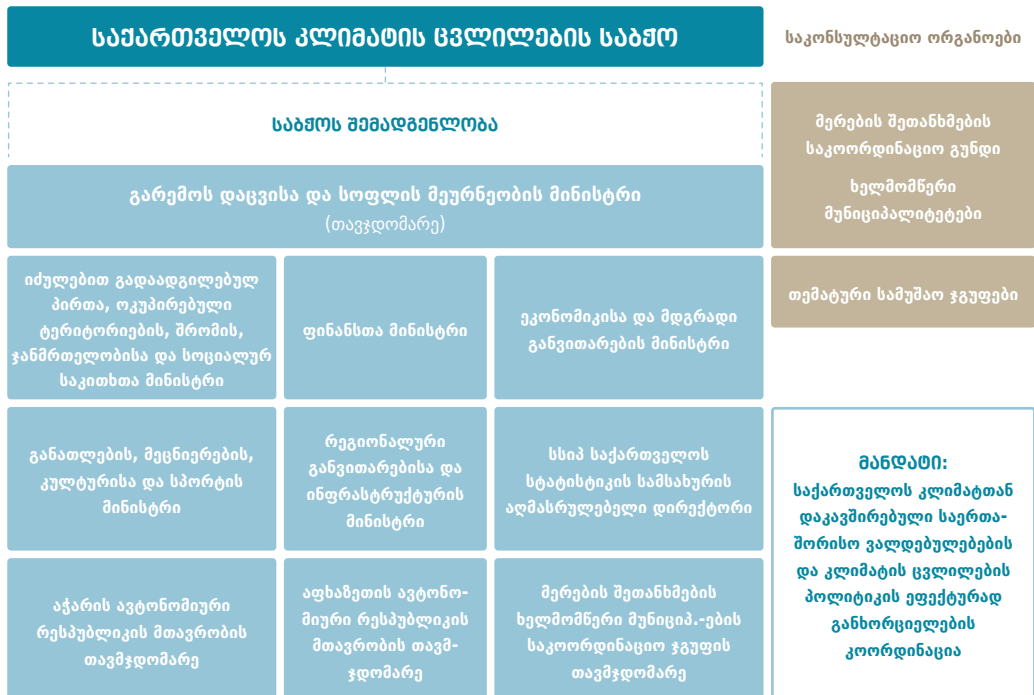 საქართველოს კლიმატის ცვლილების საბჭო
საბჭოს შემადგენლობა
გარემოს დაცვისა და სოფლის მეურნეობის მინისტრი
(თავჯდომარე)
იძულებით გადაადგილებულ
პირთა, ოკუპირებული
ტერიტორიების, შრომის,
ჯანმრთელობისა და სოციალურ
საკითხთა მინისტრი
ფინანსთა მინისტრი
ეკონომიკისა და მდგრადი
განვითარების მინისტრი
განათლების, მეცნიერების,
კულტურისა და სპორტის
მინისტრი
რეგიონალური
განვითარებისა და
ინფრასტრუქტურის
მინისტრი
სსიპ საქართველოს
სტატისტიკის სამსახურის
აღმასრულებელი დირექტორი
აჭარის ავტონომიური
რესპუბლიკის მთავრობის
თავმჯდომარე
აფხაზეთის ავტონო-
მიური რესპუბლიკის
მთავრობის თავმ-
ჯდომარე
მერების შეთანხმების
ხელმომწერი მუნიციპ.-ების
საკოორდინაციო ჯგუფის
თავმჯდომარე
საკონსულტაციო ორგანოები
მერების შეთანხმების
საკოორდინაციო გუნდი
ხელმომწერი
მუნიციპალიტეტები
თემატური სამუშაო ჯგუფები
მანდატი:
საქართველოს კლიმატთან
დაკავშირებული საერთა-
შორისო ვალდებულებების
და კლიმატის ცვლილების
პოლიტიკის ეფექტურად
განხორციელების
კოორდინაცია